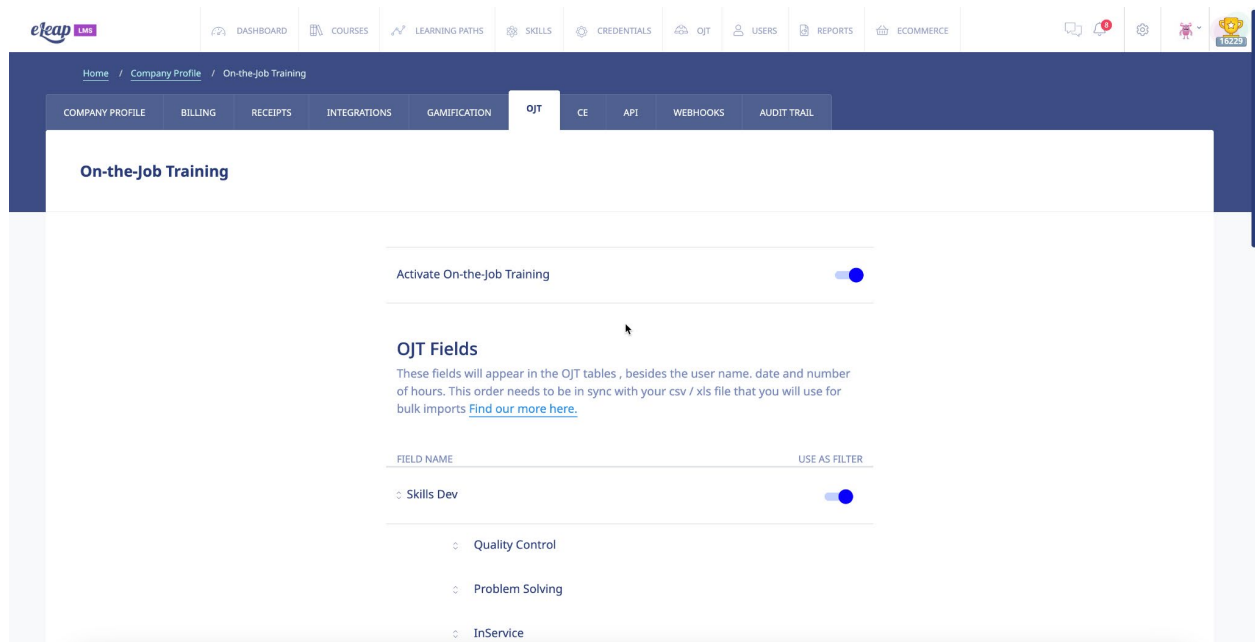 eleap LMS
DASHBOARD
COURSES
LEARNING PATHS
SKILLS
CREDENTIALS
OJT
USERS
REPORTS
ECOMMERCE
8
16229
Home / Company Profile / On-the-Job Training
COMPANY PROFILE
BILLING
RECEIPTS
INTEGRATIONS
GAMIFICATION
OJT
CE
API
WEBHOOKS
AUDIT TRAIL
On-the-Job Training
Activate On-the-Job Training
OJT Fields
These fields will appear in the OJT tables , besides the user name. date and number
of hours. This order needs to be in sync with your csv / xls file that you will use for
bulk imports Find our more here.
FIELD NAME
USE AS FILTER
Skills Dev
Quality Control
Problem Solving
InService